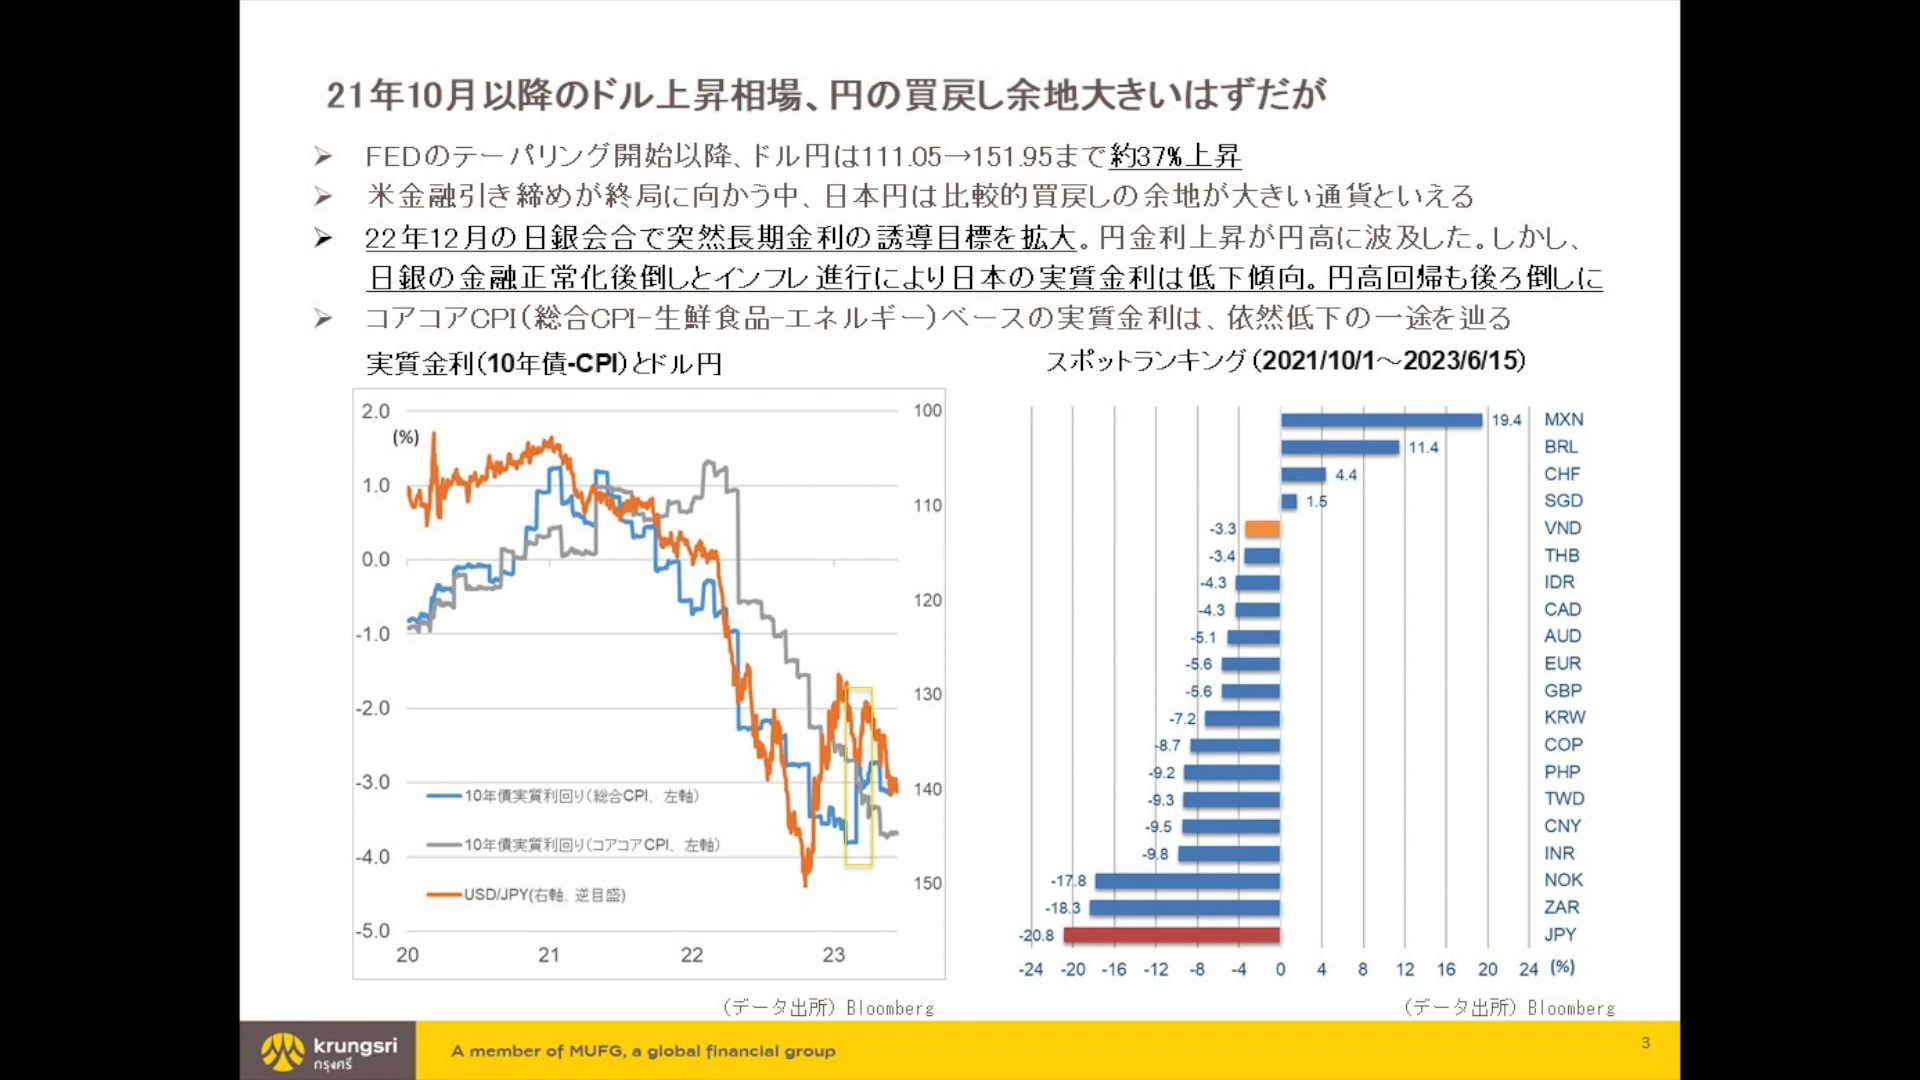 21年10月以降のドル上昇相場、円の買戻し余地大きいはずだが
FEDのテーパリング開始以降、ドル円は111.05→151.95まで約37%上昇
米金融引き締めが終局に向かう中、日本円は比較的買戻しの余地が大きい通貨といえる
22年12月の日銀会合で突然長期金利の誘導目標を拡大。円金利上昇が円高に波及した。しかし、
日銀の金融正常化後倒しとインフレ進行により日本の実質金利は低下傾向。円高回帰も後ろ倒しに
コアコアCPI(総合CPI-生鮮食品-エネルギー)ベースの実質金利は、依然低下の一途を辿る
実質金利(10年債-CPI)とドル円
2.0
(%)
1.0
0.0
-1.0
-2.0
-3.0
-4.0
-5.0
100
110
120
130
140
150
10年債実質利回り(総合CPI、左軸)
10年債実質利回り(コアコアCPI、左軸)
USD/JPY(右軸、逆目盛)
20 21 22 23
(データ出所) Bloomberg
スポットランキング(2021/10/1～2023/6/15)
19.4 MXN
11.4 BRL
4.4 CHF
1.5 SGD
-3.3 VND
-3.4 THB
-4.3 IDR
-4.3 CAD
-5.1 AUD
-5.6 EUR
-5.6 GBP
-7.2 KRW
-8.7 COP
-9.2 PHP
-9.3 TWD
-9.5 CNY
-9.8 INR
-17.8 NOK
-18.3 ZAR
-20.8 JPY
-24 -20 -16 -12 -8 -4 0 4 8 12 16 20 24 (%)
(データ出所) Bloomberg
krungsri
กรุงศรี
A member of MUFG, a global financial group
3